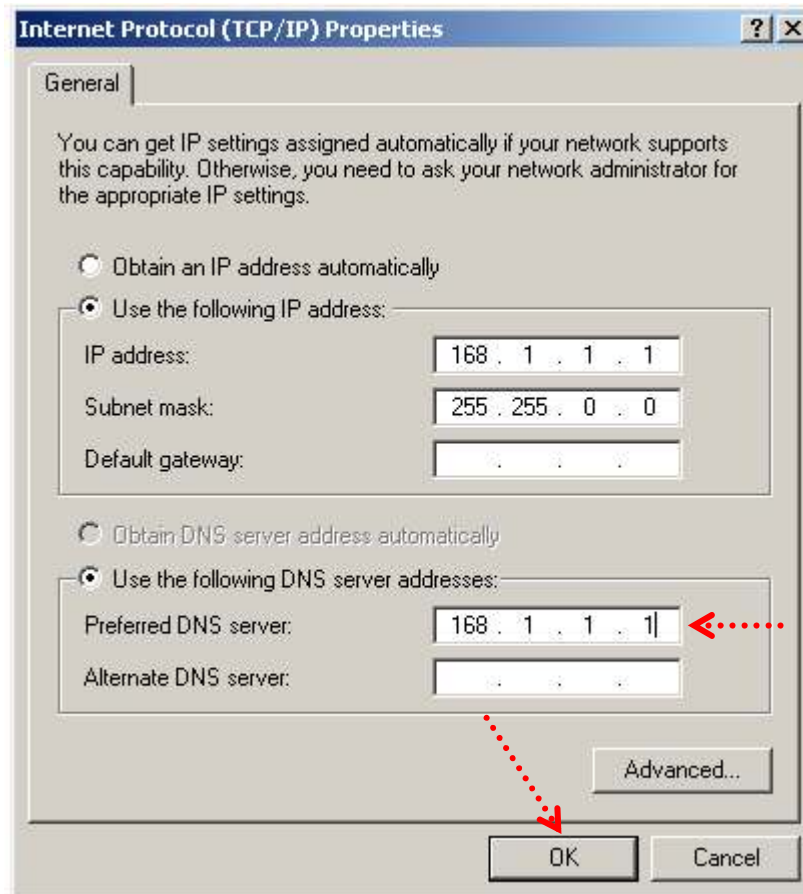 Internet Protocol (TCP/IP) Properties
General
You can get IP settings assigned automatically if your network supports
this capability. Otherwise, you need to ask your network administrator for
the appropriate IP settings.
Obtain an IP address automatically
Use the following IP address:
IP address: 168 . 1 . 1 . 1
Subnet mask: 255 . 255 . 0 . 0
Default gateway: . . .
Obtain DNS server address automatically
Use the following DNS server addresses:
Preferred DNS server: 168 . 1 . 1 . 1
Alternate DNS server: . . .
Advanced...
OK Cancel